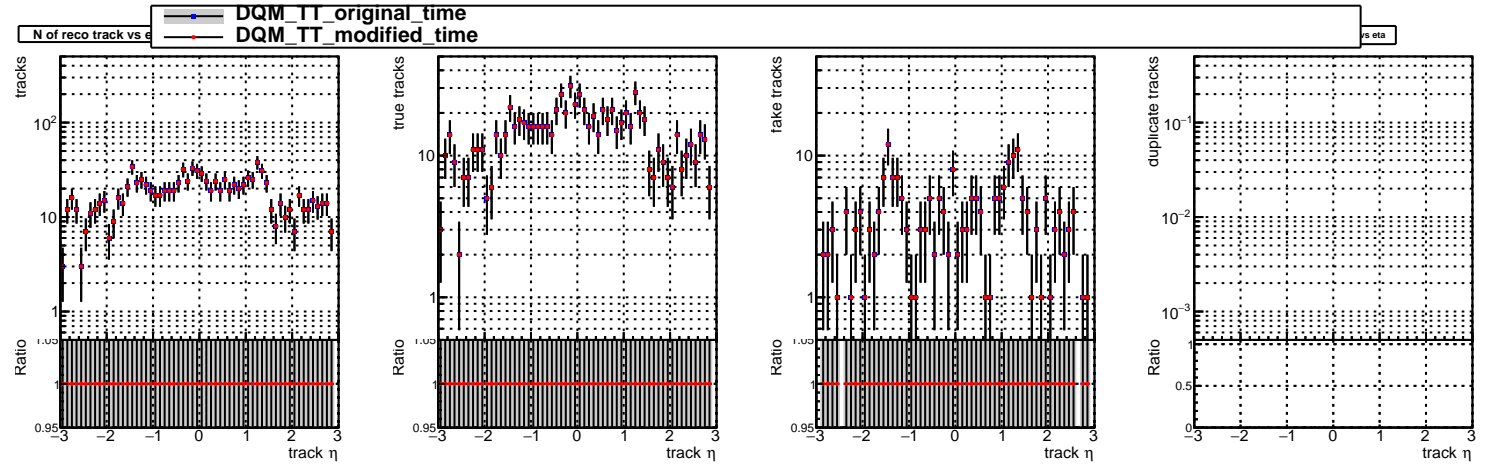 DQM_TT_original_time
DQM_TT_modified_time
N of reco track vs e
vs eta
tracks
10²
10
1
Ratio
1.05
1
0.95
−3 −2 −1 0 1 2 3
track η
true tracks
10
1
Ratio
1.05
1
0.95
−3 −2 −1 0 1 2 3
track η
fake tracks
10
1
Ratio
1.05
1
0.95
−3 −2 −1 0 1 2 3
track η
duplicate tracks
10⁻¹
10⁻²
10⁻³
Ratio
1
0.5
0
−3 −2 −1 0 1 2 3
track η